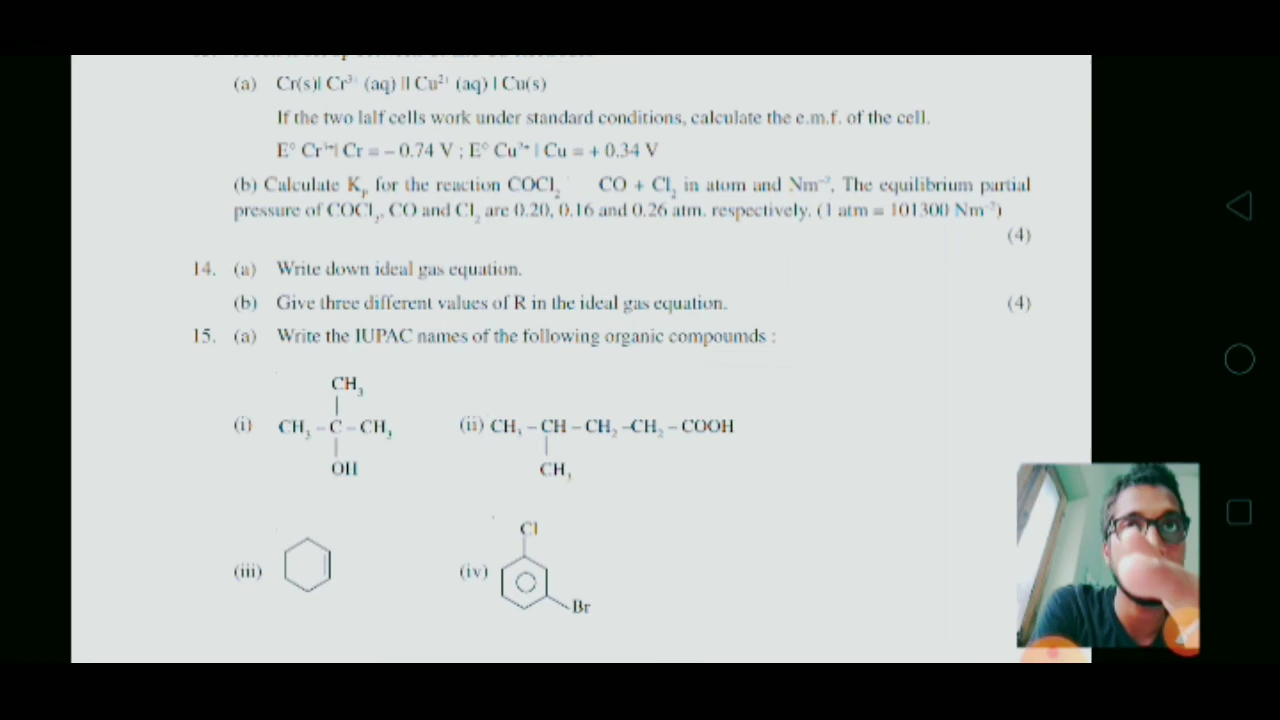 (a) Cr(s)| Cr³⁺ (aq) || Cu²⁺ (aq) | Cu(s)
If the two lalf cells work under standard conditions, calculate the e.m.f. of the cell.
E° Cr³⁺| Cr = – 0.74 V ; E° Cu²⁺ | Cu = + 0.34 V
(b) Calculate Kₚ for the reaction COCl₂ CO + Cl₂ in atom and Nm⁻². The equilibrium partial
pressure of COCl₂, CO and Cl₂ are 0.20, 0.16 and 0.26 atm. respectively. (1 atm = 101300 Nm⁻²)
(4)
14. (a) Write down ideal gas equation.
(b) Give three different values of R in the ideal gas equation. (4)
15. (a) Write the IUPAC names of the following organic compoumds :
CH₃
(i) CH₃ – C – CH₃ (ii) CH₃ – CH – CH₂ –CH₂ – COOH
OH CH₃
Cl
(iii) (iv)
Br